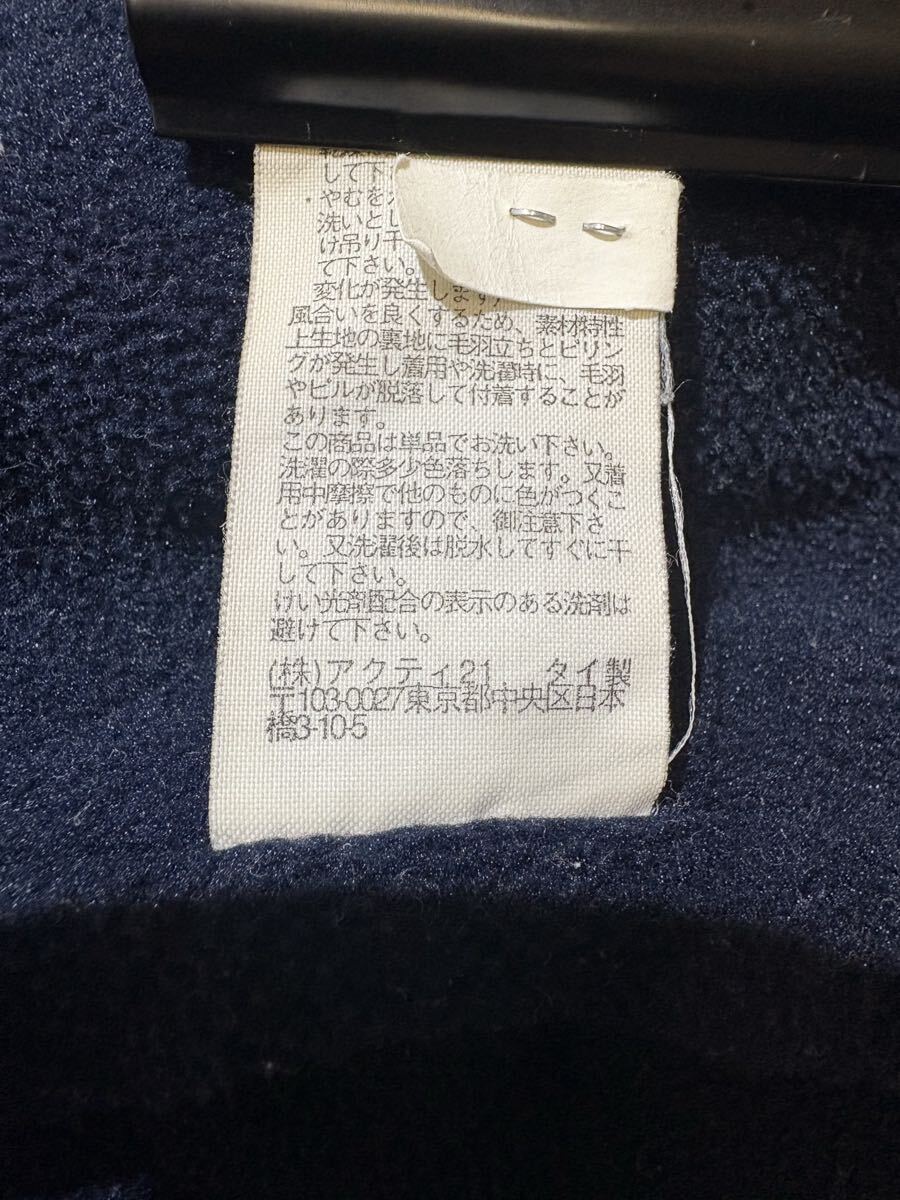 して下
やむを
洗いとし
け吊り干
て下さい。
変化が発生します
風合いを良くするため、素材特性
上生地の裏地に毛羽立ちとピリン
グが発生し着用や洗濯時に、毛羽
やピルが脱落して付着することが
あります。
この商品は単品でお洗い下さい。
洗濯の際多少色落ちします。又着
用中摩擦で他のものに色がつくこ
とがありますので、御注意下さ
い。又洗濯後は脱水してすぐに干
して下さい。
けい光剤配合の表示のある洗剤は
避けて下さい。
(株)アクティ21 タイ製
〒103-0027東京都中央区日本
橋3-10-5